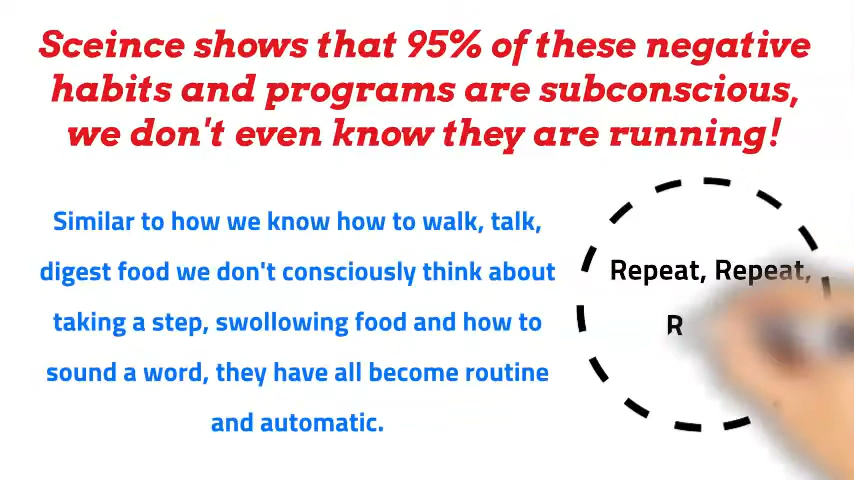 Sceince shows that 95% of these negative
habits and programs are subconscious,
we don't even know they are running!
Similar to how we know how to walk, talk,
digest food we don't consciously think about
taking a step, swollowing food and how to
sound a word, they have all become routine
and automatic.
Repeat, Repeat,
R